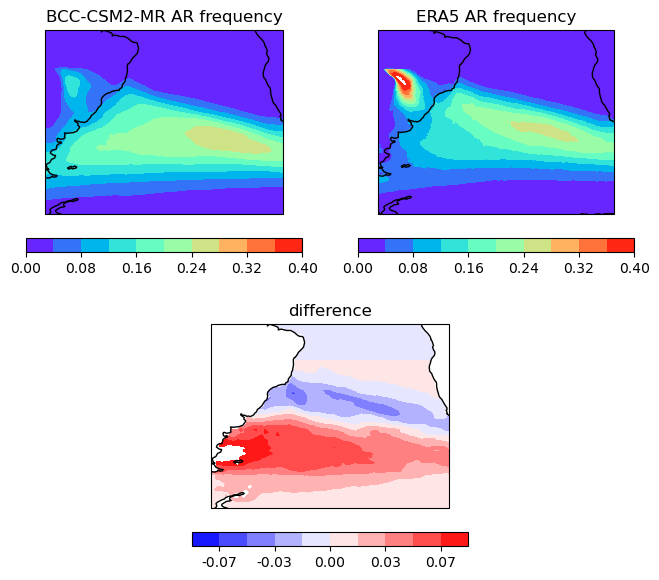 BCC-CSM2-MR AR frequency
ERA5 AR frequency
0.00 0.08 0.16 0.24 0.32 0.40
0.00 0.08 0.16 0.24 0.32 0.40
difference
-0.07 -0.03 0.00 0.03 0.07